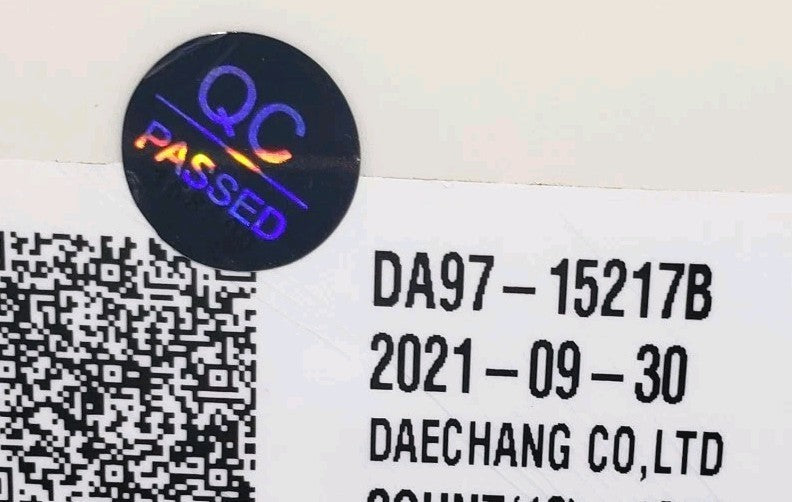 QC
PASSED
DA97-15217B
2021-09-30
DAECHANG CO,LTD